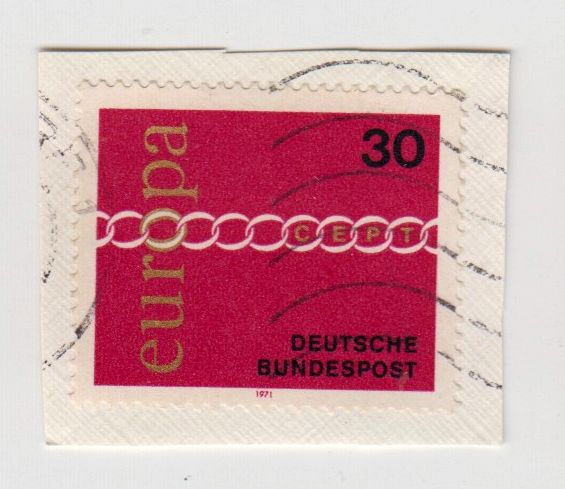 europa
30
CEPT
DEUTSCHE
BUNDESPOST
1971